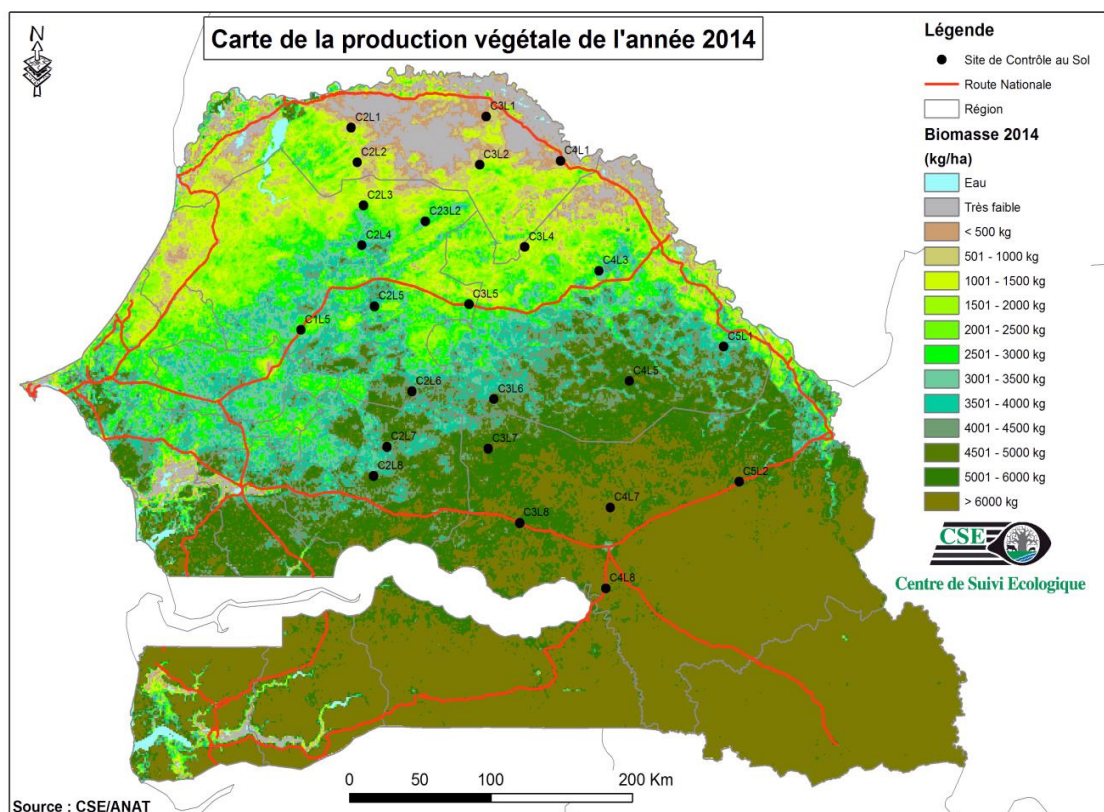 Carte de la production végétale de l'année 2014
N
Légende
Site de Contrôle au Sol
Route Nationale
Région
Biomasse 2014
(kg/ha)
Eau
Très faible
< 500 kg
501 - 1000 kg
1001 - 1500 kg
1501 - 2000 kg
2001 - 2500 kg
2501 - 3000 kg
3001 - 3500 kg
3501 - 4000 kg
4001 - 4500 kg
4501 - 5000 kg
5001 - 6000 kg
> 6000 kg
CSE
Centre de Suivi Ecologique
C3L1
C2L1
C2L2
C3L2
C4L1
C2L3
C23L2
C2L4
C3L4
C4L3
C2L5
C3L5
C1L5
C5L1
C4L5
C2L6
C3L6
C2L7
C3L7
C2L8
C5L2
C4L7
C3L8
C4L8
0 50 100 200 Km
Source : CSE/ANAT